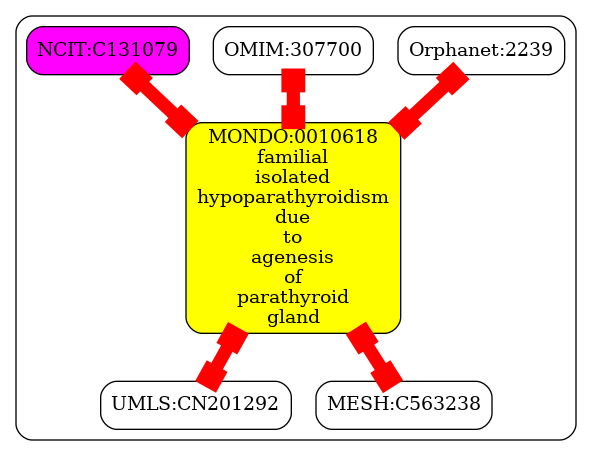 NCIT:C131079
OMIM:307700
Orphanet:2239
MONDO:0010618
familial
isolated
hypoparathyroidism
due
to
agenesis
of
parathyroid
gland
UMLS:CN201292
MESH:C563238